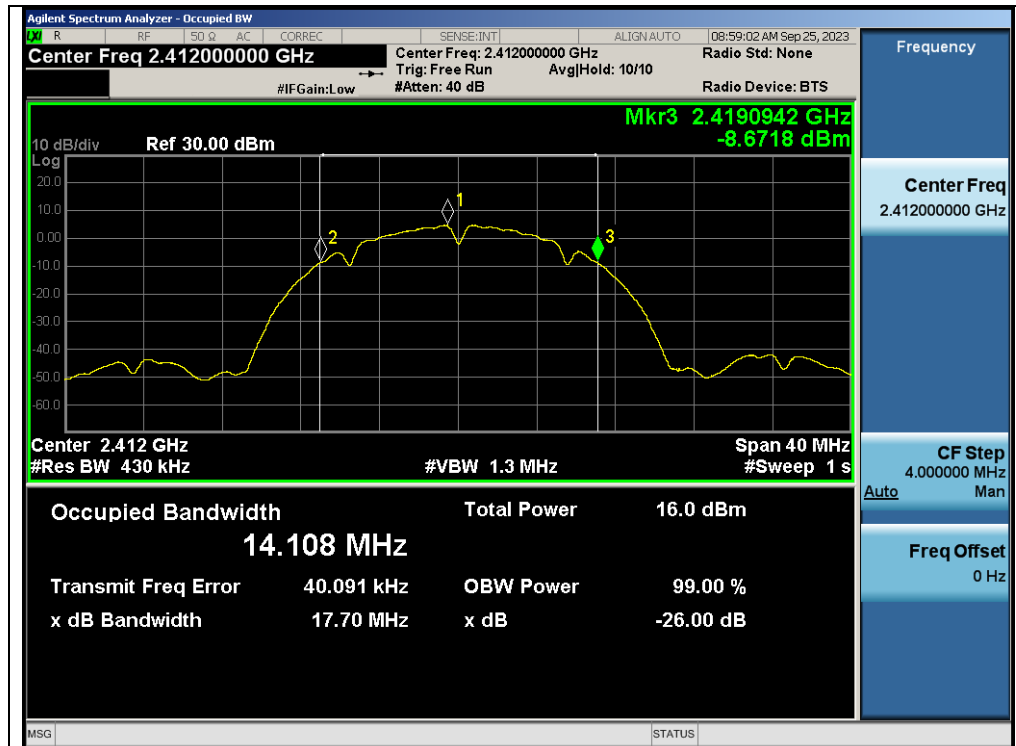 Agilent Spectrum Analyzer - Occupied BW
LXI R RF 50 Ω AC CORREC SENSE:INT ALIGN AUTO 08:59:02 AM Sep 25, 2023
Center Freq 2.412000000 GHz
Center Freq: 2.412000000 GHz Radio Std: None
Trig: Free Run Avg|Hold: 10/10
#IFGain:Low #Atten: 40 dB Radio Device: BTS
Mkr3 2.4190942 GHz
-8.6718 dBm
10 dB/div Ref 30.00 dBm
Log
20.0
10.0
0.00
-10.0
-20.0
-30.0
-40.0
-50.0
-60.0
1
2
3
Center 2.412 GHz Span 40 MHz
#Res BW 430 kHz #VBW 1.3 MHz #Sweep 1 s
Occupied Bandwidth Total Power 16.0 dBm
14.108 MHz
Transmit Freq Error 40.091 kHz OBW Power 99.00 %
x dB Bandwidth 17.70 MHz x dB -26.00 dB
Frequency
Center Freq
2.412000000 GHz
CF Step
4.000000 MHz
Auto Man
Freq Offset
0 Hz
MSG STATUS